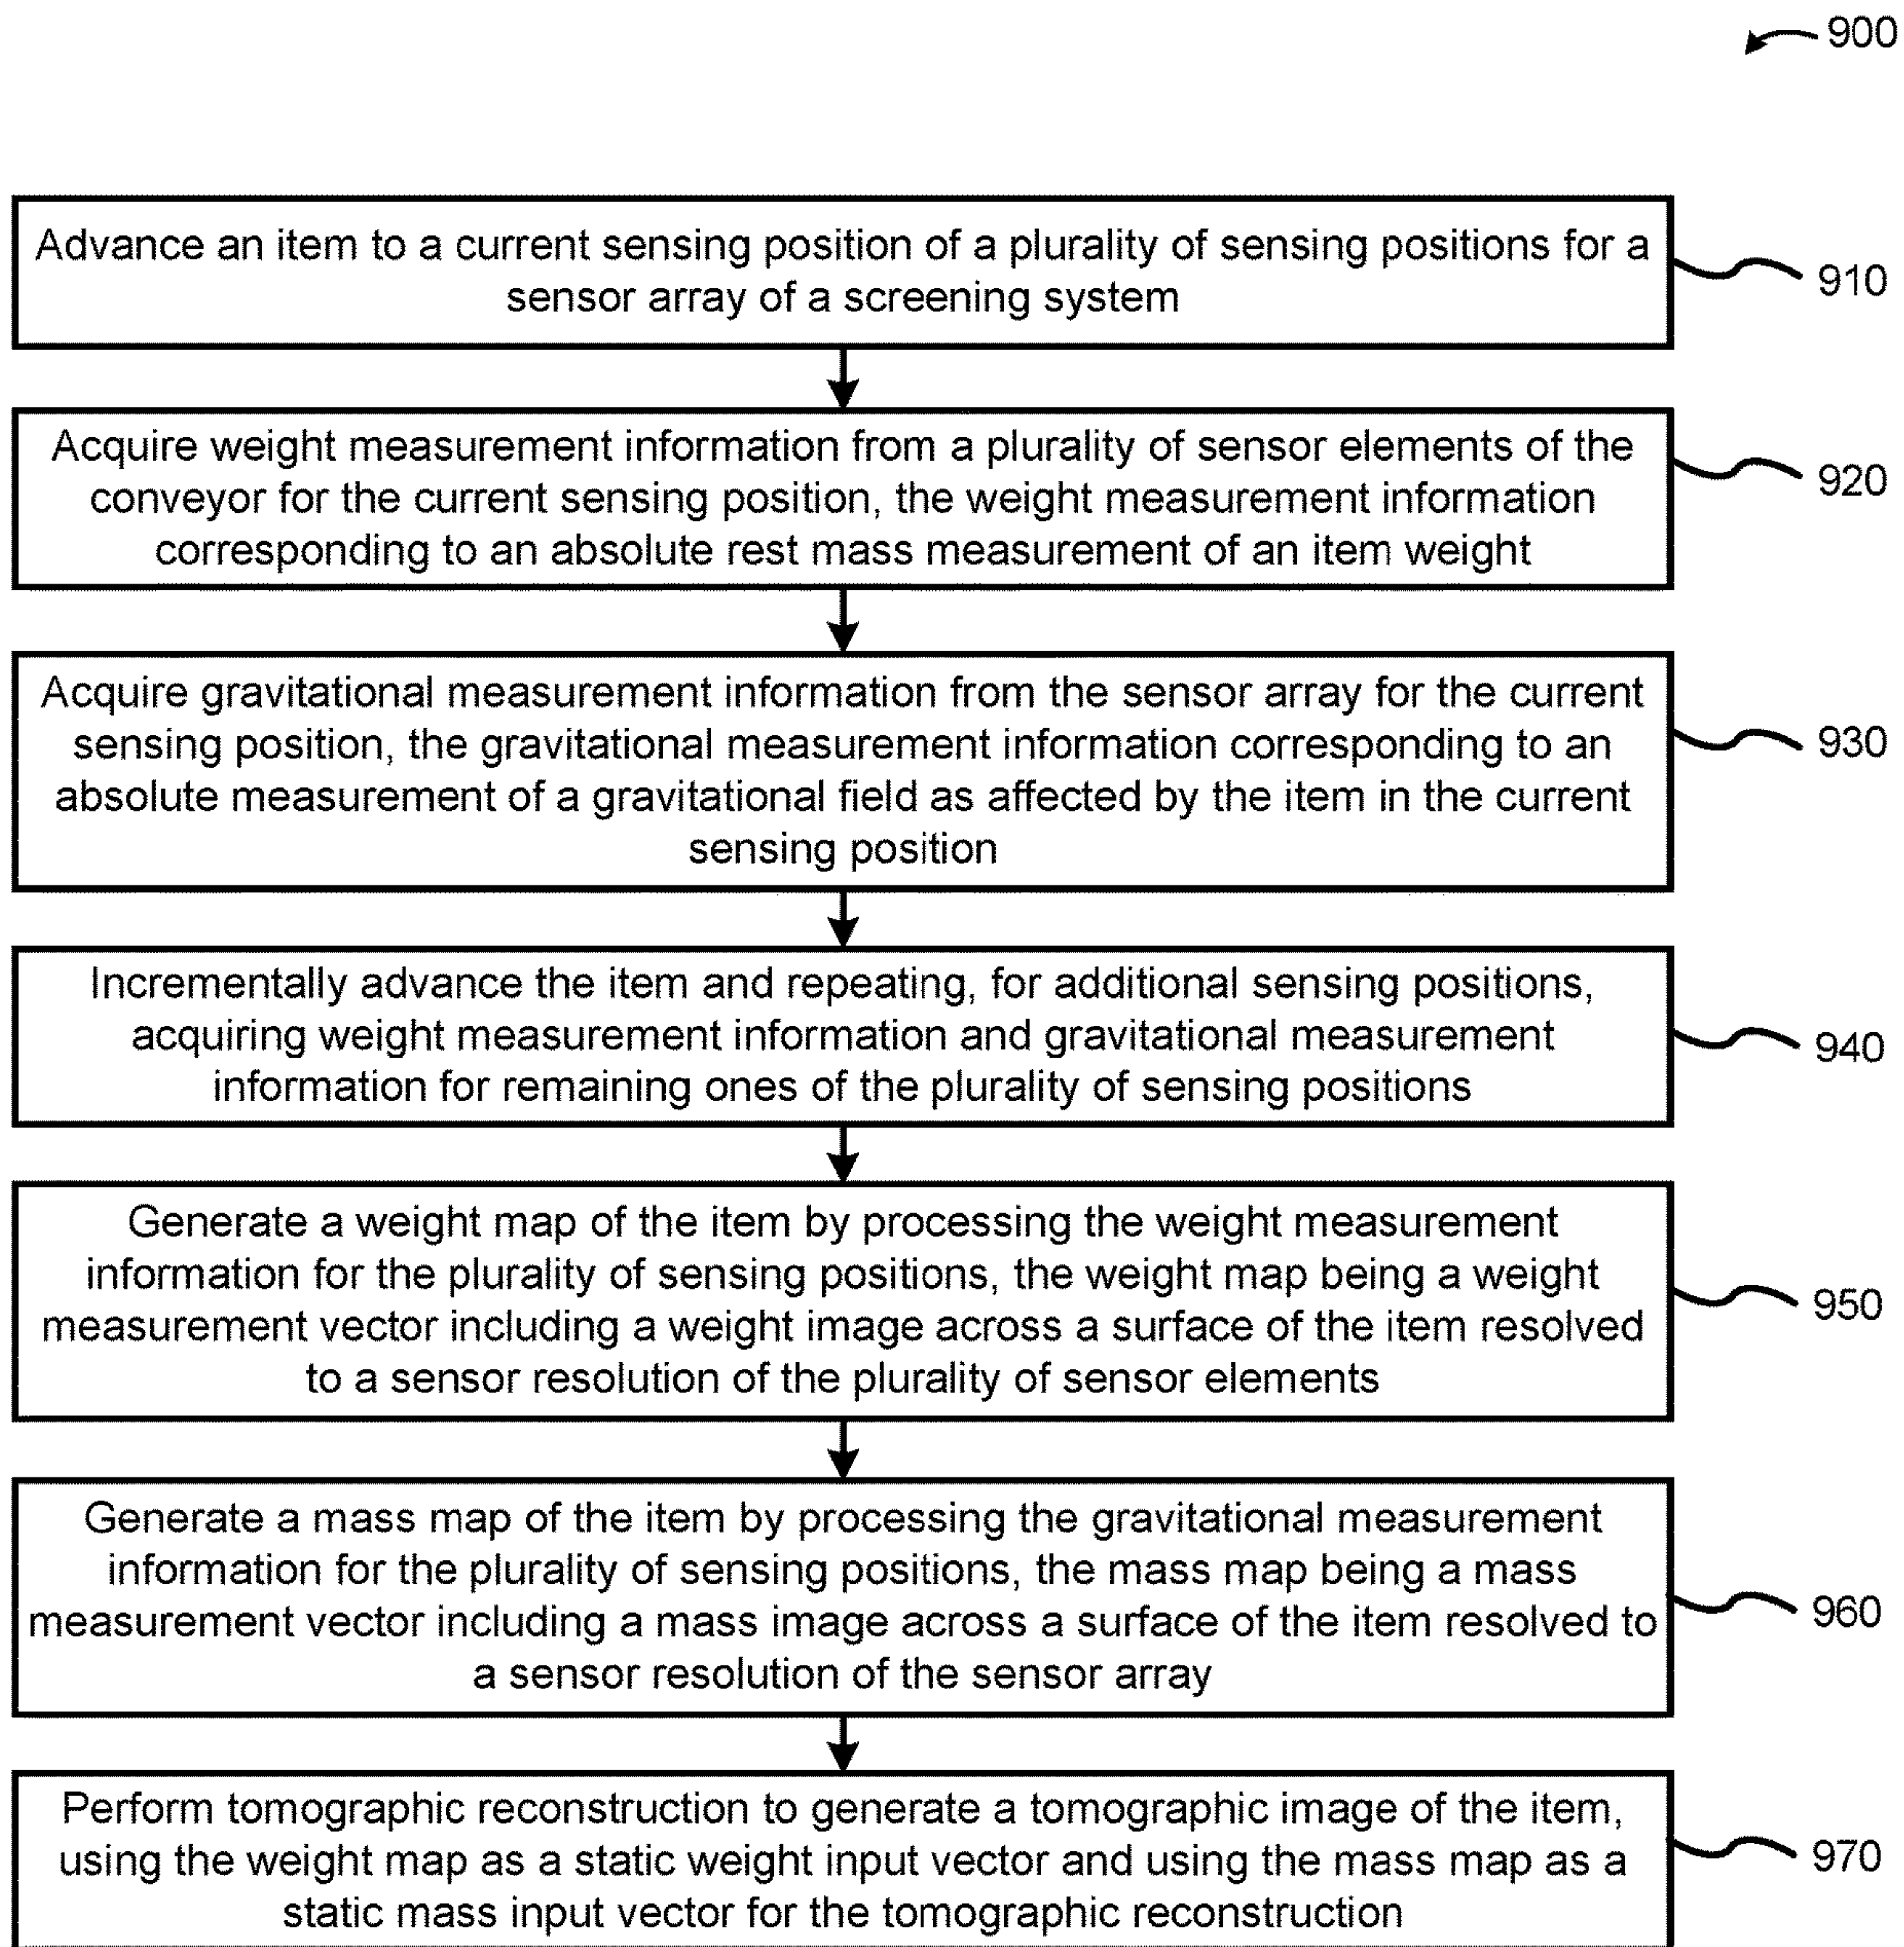 900
Advance an item to a current sensing position of a plurality of sensing positions for a
sensor array of a screening system
910
Acquire weight measurement information from a plurality of sensor elements of the
conveyor for the current sensing position, the weight measurement information
corresponding to an absolute rest mass measurement of an item weight
920
Acquire gravitational measurement information from the sensor array for the current
sensing position, the gravitational measurement information corresponding to an
absolute measurement of a gravitational field as affected by the item in the current
sensing position
930
Incrementally advance the item and repeating, for additional sensing positions,
acquiring weight measurement information and gravitational measurement
information for remaining ones of the plurality of sensing positions
940
Generate a weight map of the item by processing the weight measurement
information for the plurality of sensing positions, the weight map being a weight
measurement vector including a weight image across a surface of the item resolved
to a sensor resolution of the plurality of sensor elements
950
Generate a mass map of the item by processing the gravitational measurement
information for the plurality of sensing positions, the mass map being a mass
measurement vector including a mass image across a surface of the item resolved to
a sensor resolution of the sensor array
960
Perform tomographic reconstruction to generate a tomographic image of the item,
using the weight map as a static weight input vector and using the mass map as a
static mass input vector for the tomographic reconstruction
970